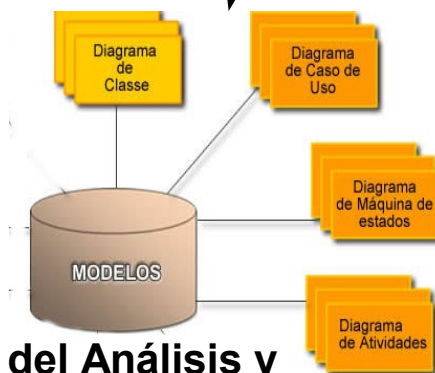 Diagrama
de
Classe
Diagrama
de Caso de
Uso
Diagrama
de Máquina de
estados
MODELOS
Diagrama
de Atividades
del Análisis y